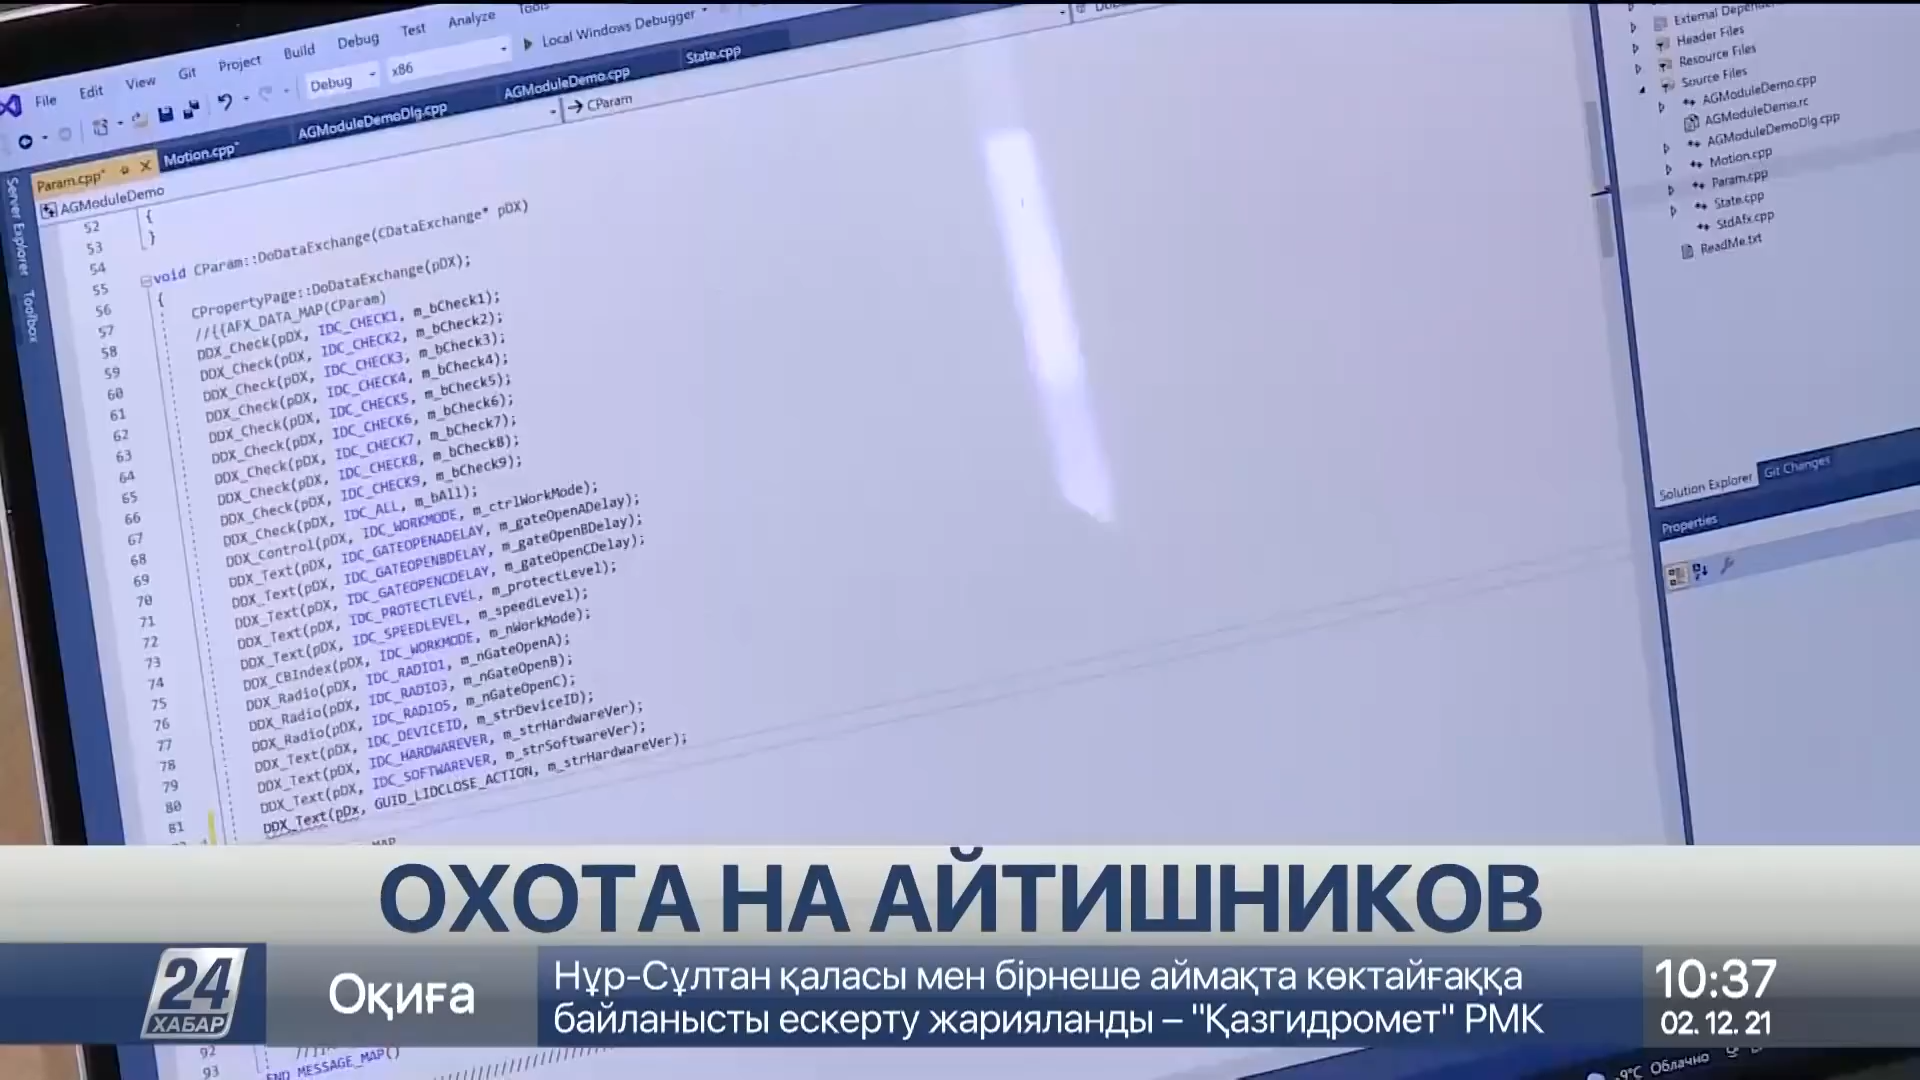 File Edit View Git Project Build Debug Test Analyze Tools
Debug x86 Local Windows Debugger
Param.cpp* Motion.cpp* AGModuleDemoDlg.cpp AGModuleDemo.cpp State.cpp
AGModuleDemo
CParam
Server Explorer Toolbox
52 {
53 }
54
55 void CParam::DoDataExchange(CDataExchange* pDX)
56 {
57 CPropertyPage::DoDataExchange(pDX);
58 //{{AFX_DATA_MAP(CParam)
59 DDX_Check(pDX, IDC_CHECK1, m_bCheck1);
60 DDX_Check(pDX, IDC_CHECK2, m_bCheck2);
61 DDX_Check(pDX, IDC_CHECK3, m_bCheck3);
62 DDX_Check(pDX, IDC_CHECK4, m_bCheck4);
63 DDX_Check(pDX, IDC_CHECK5, m_bCheck5);
64 DDX_Check(pDX, IDC_CHECK6, m_bCheck6);
65 DDX_Check(pDX, IDC_CHECK7, m_bCheck7);
66 DDX_Check(pDX, IDC_CHECK8, m_bCheck8);
67 DDX_Check(pDX, IDC_CHECK9, m_bCheck9);
68 DDX_Check(pDX, IDC_ALL, m_bAll);
69 DDX_Control(pDX, IDC_WORKMODE, m_ctrlWorkMode);
70 DDX_Text(pDX, IDC_GATEOPENADELAY, m_gateOpenADelay);
71 DDX_Text(pDX, IDC_GATEOPENBDELAY, m_gateOpenBDelay);
72 DDX_Text(pDX, IDC_GATEOPENCDELAY, m_gateOpenCDelay);
73 DDX_Text(pDX, IDC_PROTECTLEVEL, m_protectLevel);
74 DDX_Text(pDX, IDC_SPEEDLEVEL, m_speedLevel);
75 DDX_CBIndex(pDX, IDC_WORKMODE, m_nWorkMode);
76 DDX_Radio(pDX, IDC_RADIO1, m_nGateOpenA);
77 DDX_Radio(pDX, IDC_RADIO3, m_nGateOpenB);
78 DDX_Radio(pDX, IDC_RADIO5, m_nGateOpenC);
79 DDX_Text(pDX, IDC_DEVICEID, m_strDeviceID);
80 DDX_Text(pDX, IDC_HARDWAREVER, m_strHardwareVer);
81 DDX_Text(pDX, IDC_SOFTWAREVER, m_strSoftwareVer);
DDX_Text(pDx, GUID_LIDCLOSE_ACTION, m_strHardwareVer);
92
93 END_MESSAGE_MAP()
Header Files
Resource Files
Source Files
AGModuleDemo.cpp
AGModuleDemo.rc
AGModuleDemoDlg.cpp
Motion.cpp
Param.cpp
State.cpp
StdAfx.cpp
ReadMe.txt
Solution Explorer Git Changes
Properties
ОХОТА НА АЙТИШНИКОВ
24
ХАБАР
Оқиға
Нұр-Сұлтан қаласы мен бірнеше аймақта көктайғаққа
байланысты ескерту жарияланды – "Қазгидромет" РМК
10:37
02.12.21
-9°C Облачно